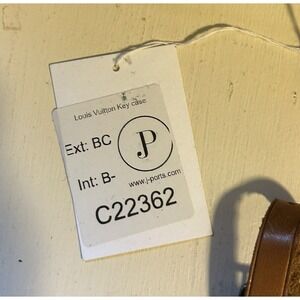 Louis Vuitton Key case
Ext: BC
JP
Int: B-
www.j-ports.com
C22362